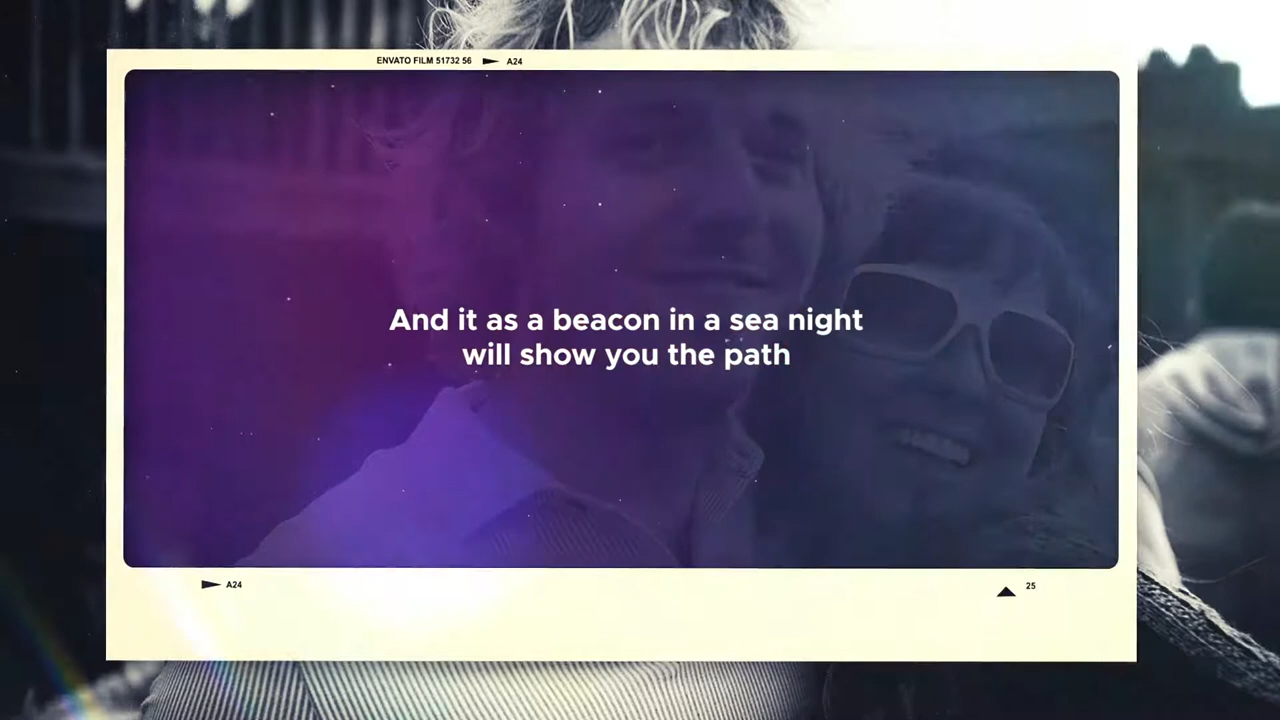 ENVATO FILM 51732 56 A24
And it as a beacon in a sea night
will show you the path
A24
25